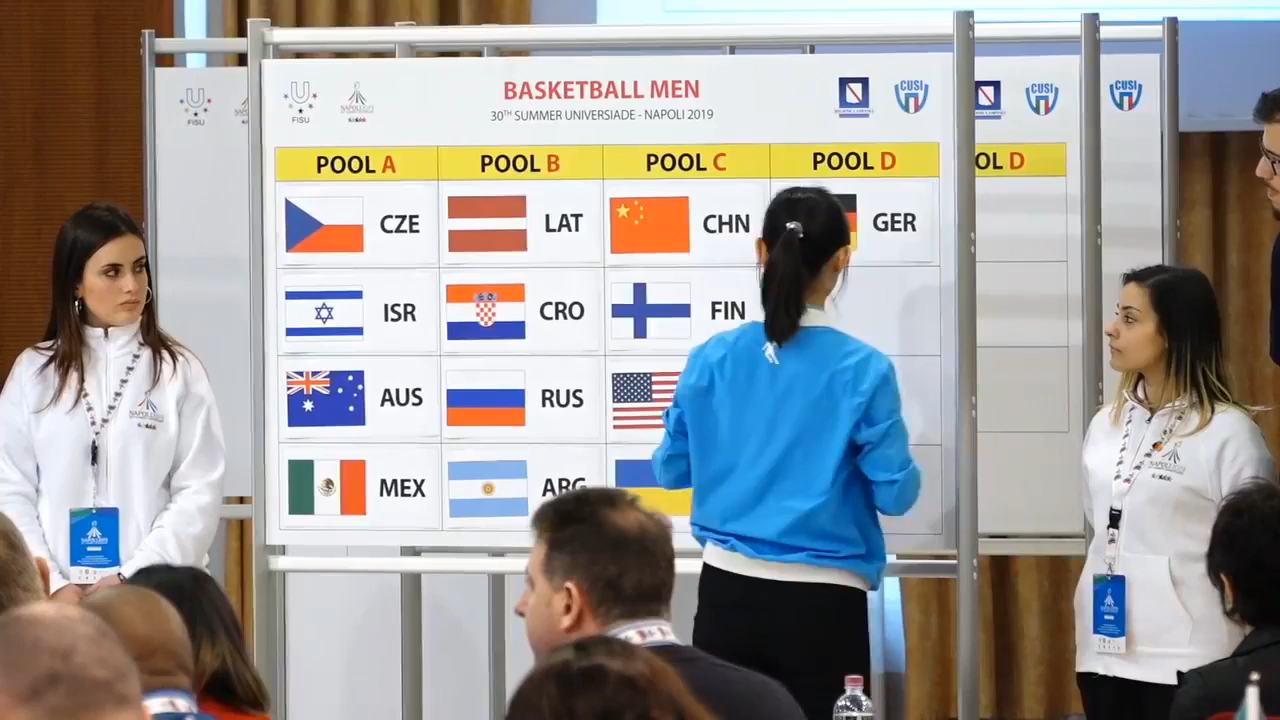 BASKETBALL MEN
30TH SUMMER UNIVERSIADE - NAPOLI 2019
FISU
FISU
CUSI
CUSI
CUSI
POOL A
POOL B
POOL C
POOL D
OL D
CZE
LAT
CHN
GER
ISR
CRO
FIN
AUS
RUS
MEX
ARG